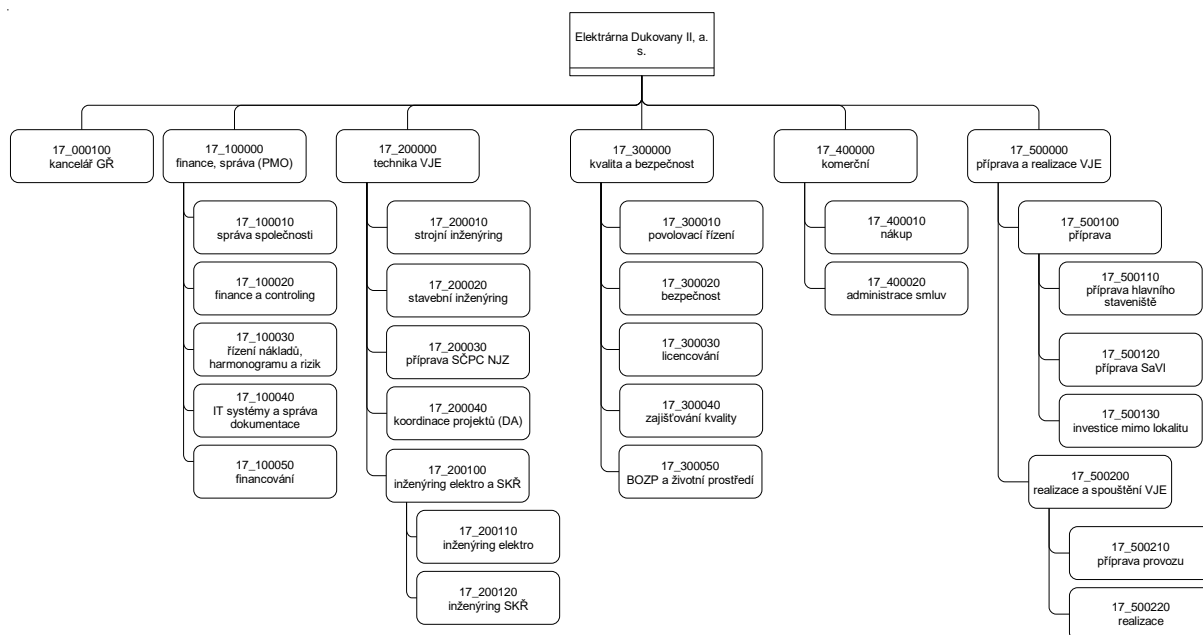 Elektrárna Dukovany II, a.
s.
17_000100
kancelář GŘ
17_100000
finance, správa (PMO)
17_200000
technika VJE
17_300000
kvalita a bezpečnost
17_400000
komerční
17_500000
příprava a realizace VJE
17_100010
správa společnosti
17_100020
finance a controling
17_100030
řízení nákladů,
harmonogramu a rizik
17_100040
IT systémy a správa
dokumentace
17_100050
financování
17_200010
strojní inženýring
17_200020
stavební inženýring
17_200030
příprava SČPC NJZ
17_200040
koordinace projektů (DA)
17_200100
inženýring elektro a SKŘ
17_200110
inženýring elektro
17_200120
inženýring SKŘ
17_300010
povolovací řízení
17_300020
bezpečnost
17_300030
licencování
17_300040
zajišťování kvality
17_300050
BOZP a životní prostředí
17_400010
nákup
17_400020
administrace smluv
17_500100
příprava
17_500110
příprava hlavního
staveniště
17_500120
příprava SaVI
17_500130
investice mimo lokalitu
17_500200
realizace a spouštění VJE
17_500210
příprava provozu
17_500220
realizace